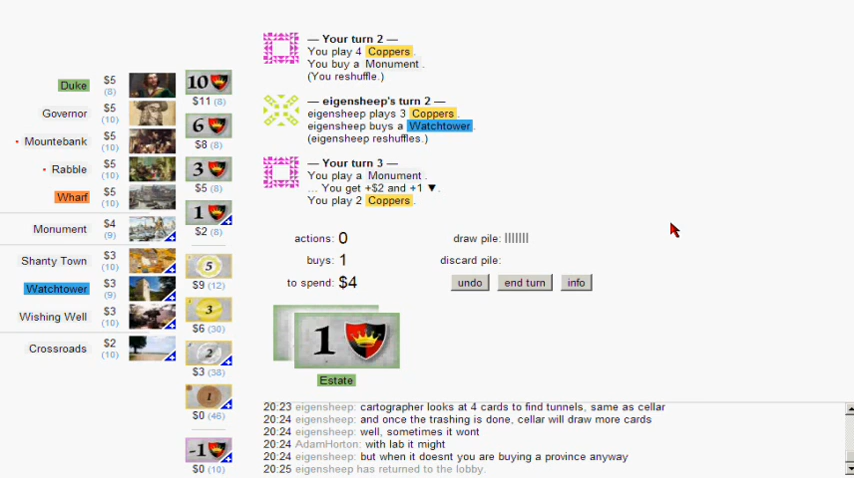 Duke $5 (8)
Governor $5 (10)
Mountebank $5 (10)
Rabble $5 (10)
Wharf $5 (10)
Monument $4 (9)
Shanty Town $3 (10)
Watchtower $3 (9)
Wishing Well $3 (10)
Crossroads $2 (10)
10
$11 (8)
6
$8 (8)
3
$5 (8)
1
$2 (8)
5
$9 (12)
3
$6 (30)
2
$3 (38)
1
$0 (46)
-1
$0 (10)
— Your turn 2 —
You play 4 Coppers.
You buy a Monument .
(You reshuffle.)
— eigensheep's turn 2 —
eigensheep plays 3 Coppers.
eigensheep buys a Watchtower.
(eigensheep reshuffles.)
— Your turn 3 —
You play a Monument .
... You get +$2 and +1 ▼.
You play 2 Coppers.
actions: 0 draw pile: |||||||
buys: 1 discard pile:
to spend: $4 undo end turn info
1
Estate
20:23 eigensheep: cartographer looks at 4 cards to find tunnels, same as cellar
20:24 eigensheep: and once the trashing is done, cellar will draw more cards
20:24 eigensheep: well, sometimes it wont
20:24 AdamHorton: with lab it might
20:24 eigensheep: but when it doesnt you are buying a province anyway
20:25 eigensheep has returned to the lobby.